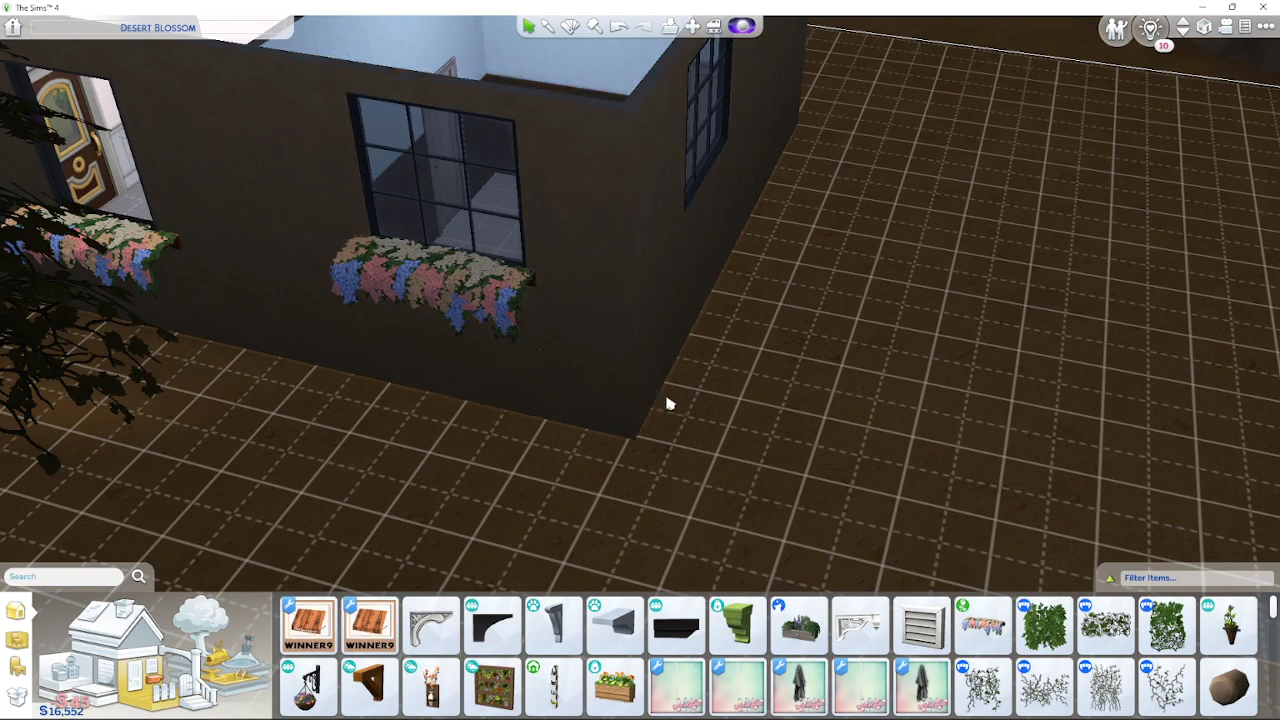 The Sims™ 4
DESERT BLOSSOM
10
Search
Filter Items...
WINNER9
WINNER9
$16,552